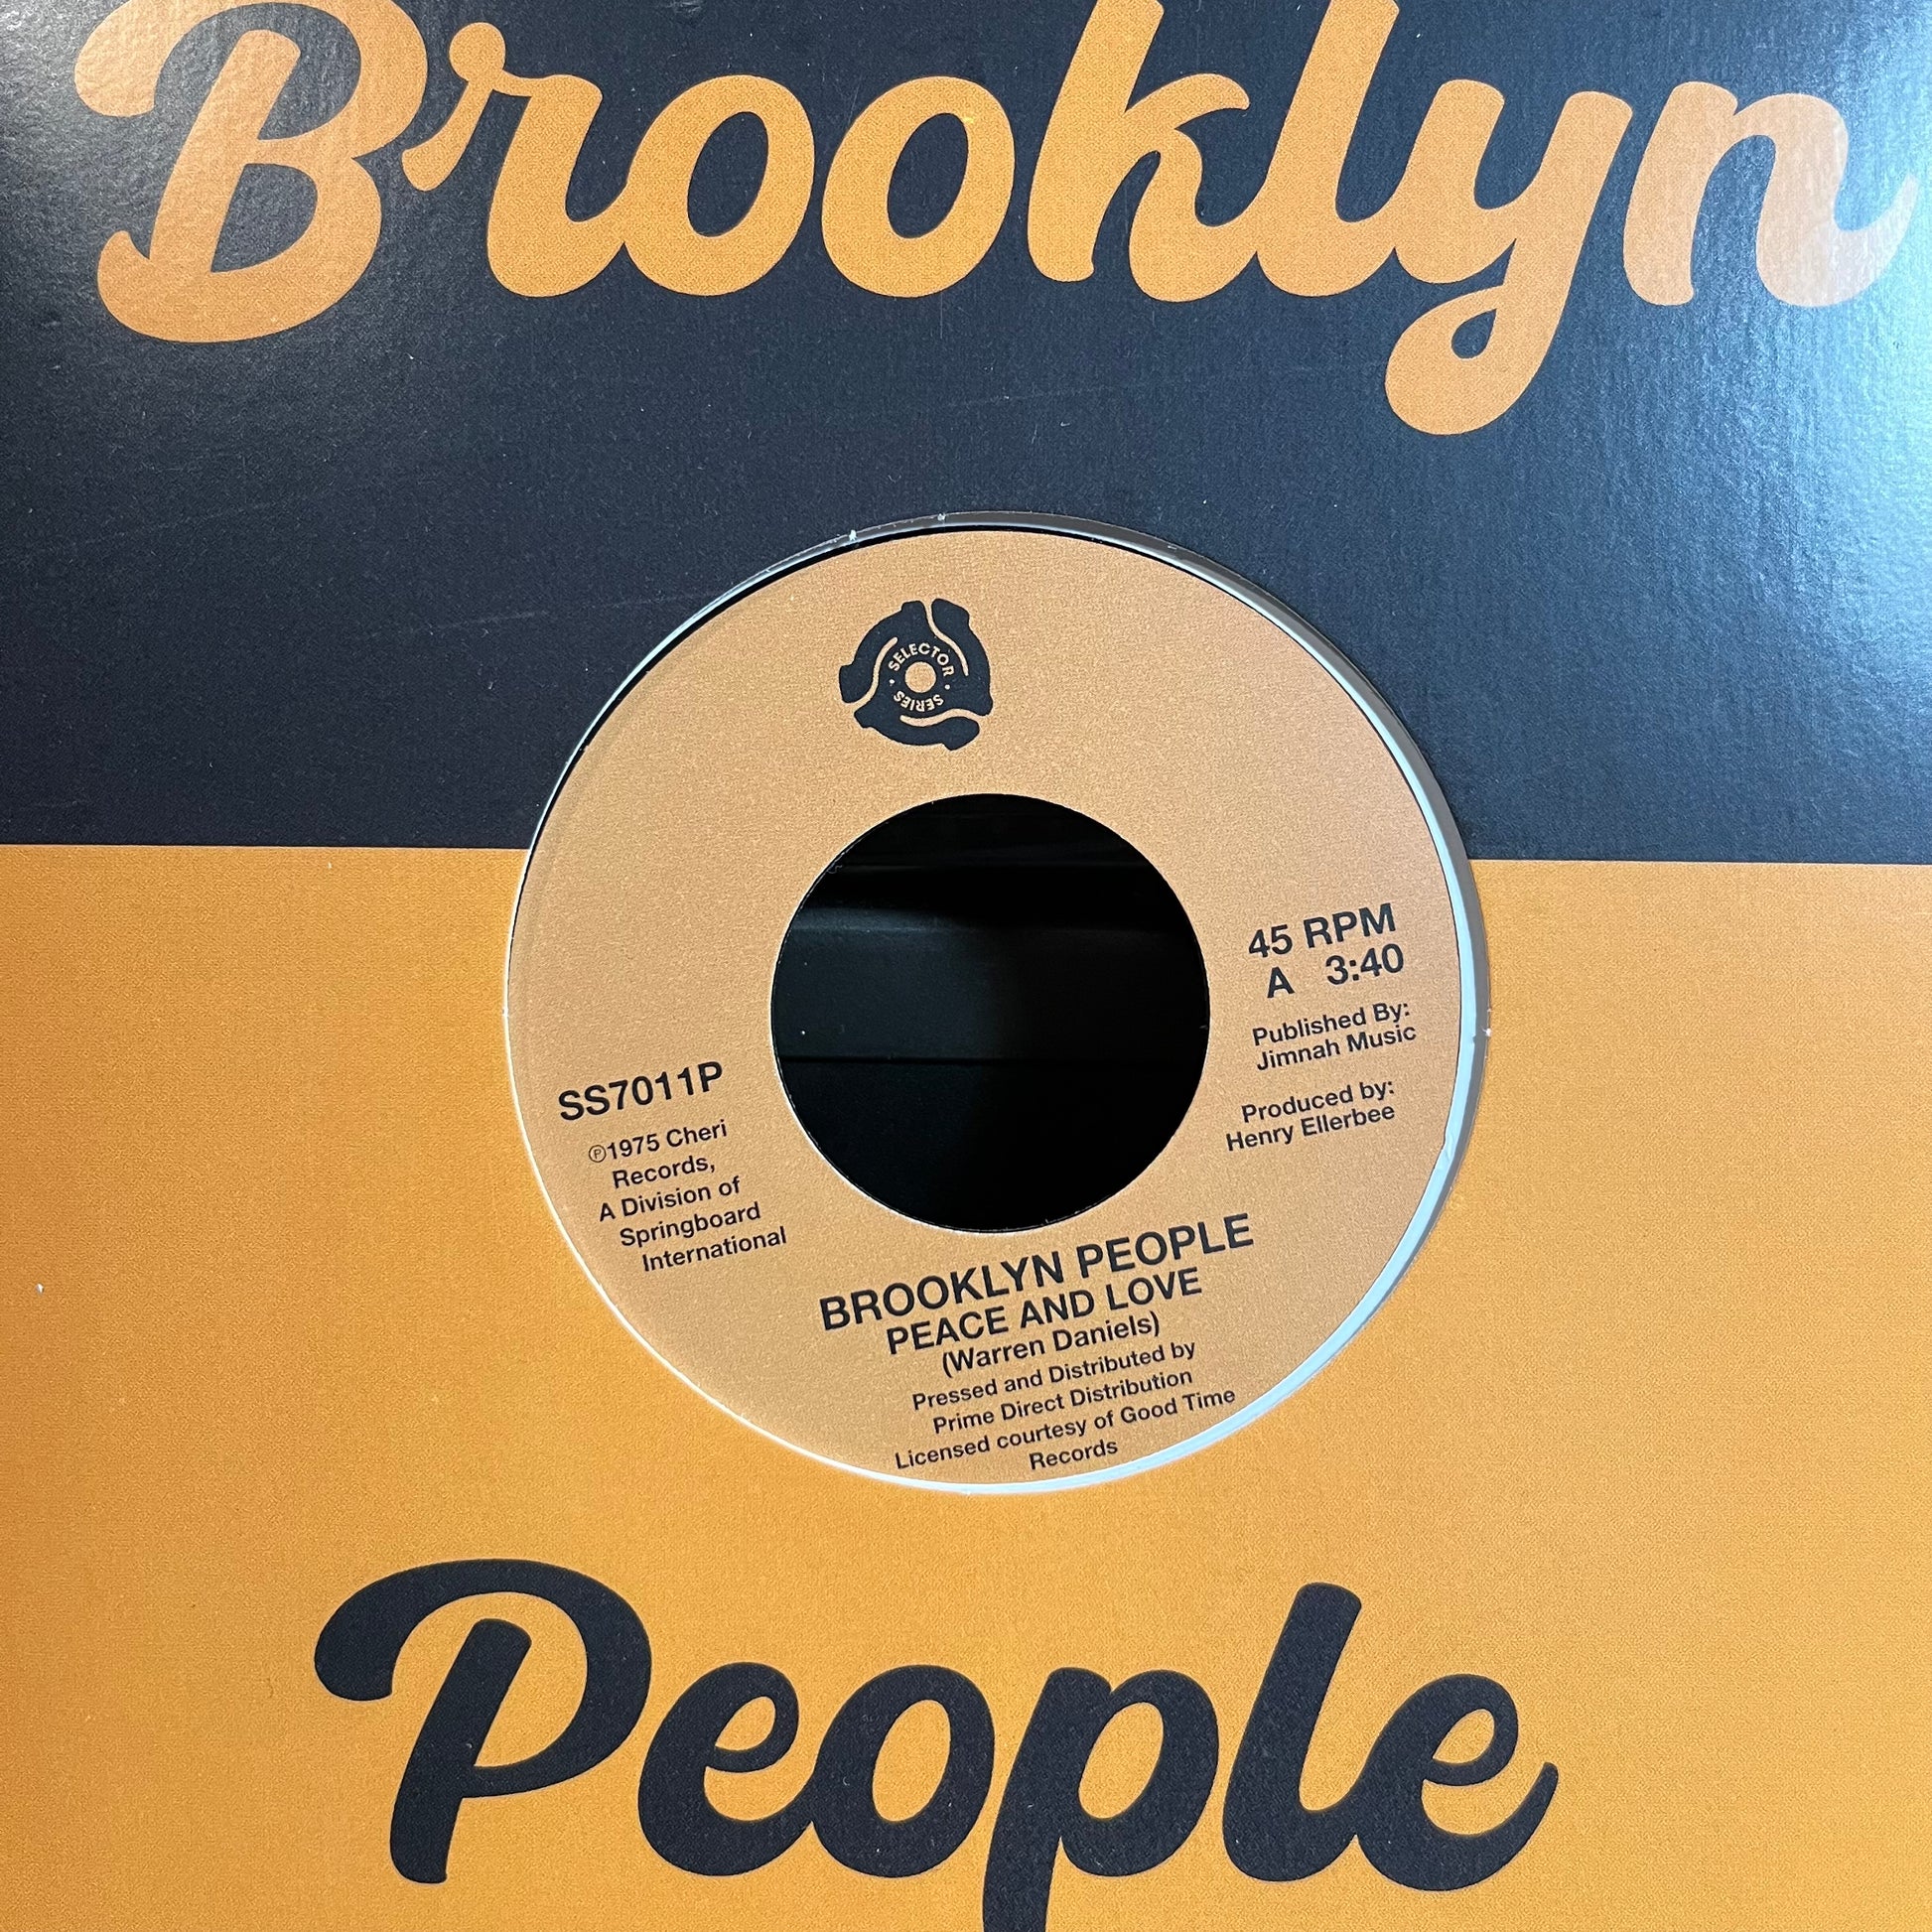 Brooklyn
SELECTOR
SERIES
45 RPM
A 3:40
Published By:
Jimnah Music
Produced by:
Henry Ellerbee
SS7011P
℗1975 Cheri
Records,
A Division of
Springboard
International
BROOKLYN PEOPLE
PEACE AND LOVE
(Warren Daniels)
Pressed and Distributed by
Prime Direct Distribution
Licensed courtesy of Good Time
Records
People